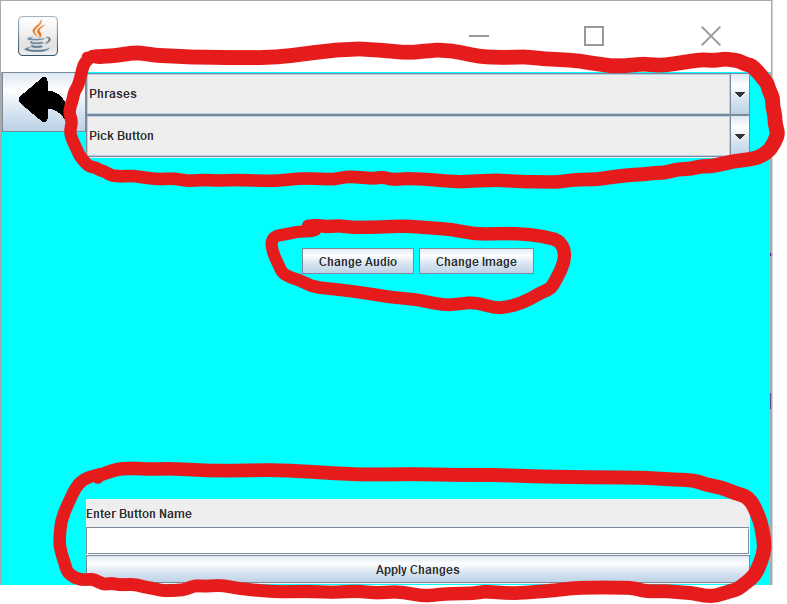 Phrases
Pick Button
Change Audio Change Image
Enter Button Name
Apply Changes